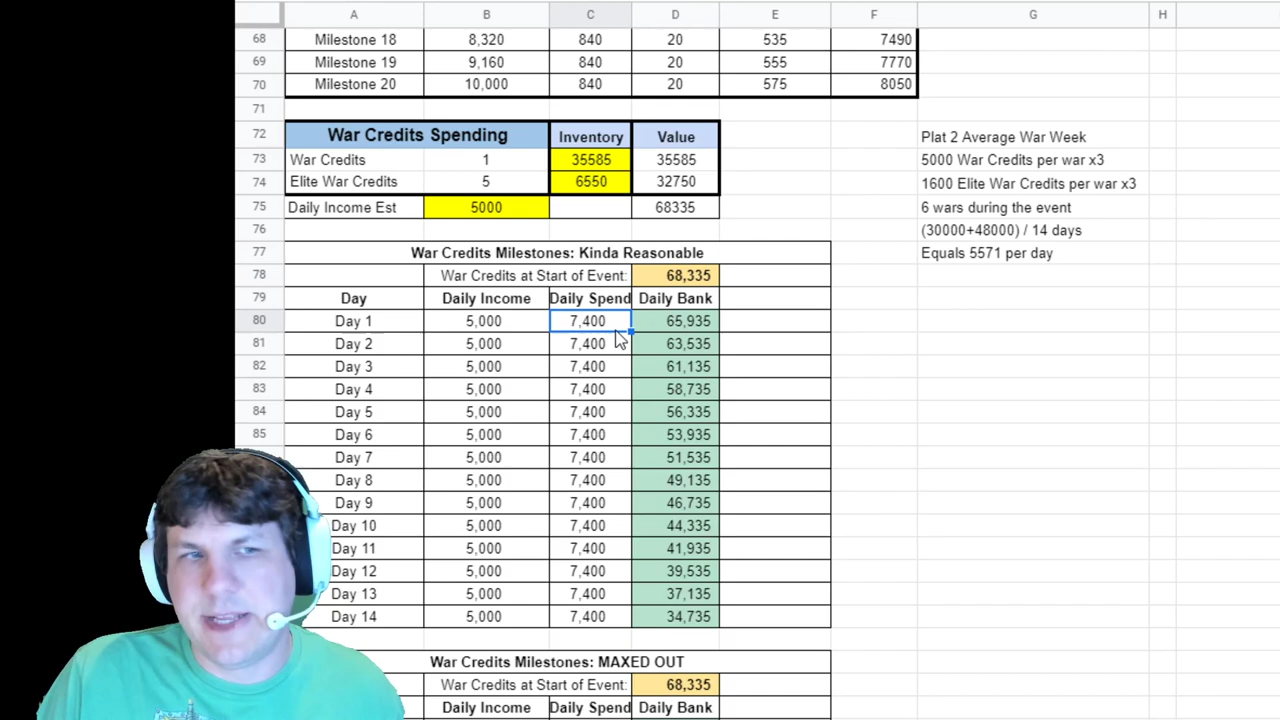 A B C D E F G H
68 Milestone 18 8,320 840 20 535 7490
69 Milestone 19 9,160 840 20 555 7770
70 Milestone 20 10,000 840 20 575 8050
71
72 War Credits Spending Inventory Value Plat 2 Average War Week
73 War Credits 1 35585 35585 5000 War Credits per war x3
74 Elite War Credits 5 6550 32750 1600 Elite War Credits per war x3
75 Daily Income Est 5000 68335 6 wars during the event
76 (30000+48000) / 14 days
77 War Credits Milestones: Kinda Reasonable Equals 5571 per day
78 War Credits at Start of Event: 68,335
79 Day Daily Income Daily Spend Daily Bank
80 Day 1 5,000 7,400 65,935
81 Day 2 5,000 7,400 63,535
82 Day 3 5,000 7,400 61,135
83 Day 4 5,000 7,400 58,735
84 Day 5 5,000 7,400 56,335
85 Day 6 5,000 7,400 53,935
Day 7 5,000 7,400 51,535
Day 8 5,000 7,400 49,135
Day 9 5,000 7,400 46,735
Day 10 5,000 7,400 44,335
Day 11 5,000 7,400 41,935
Day 12 5,000 7,400 39,535
Day 13 5,000 7,400 37,135
Day 14 5,000 7,400 34,735
War Credits Milestones: MAXED OUT
War Credits at Start of Event: 68,335
Daily Income Daily Spend Daily Bank